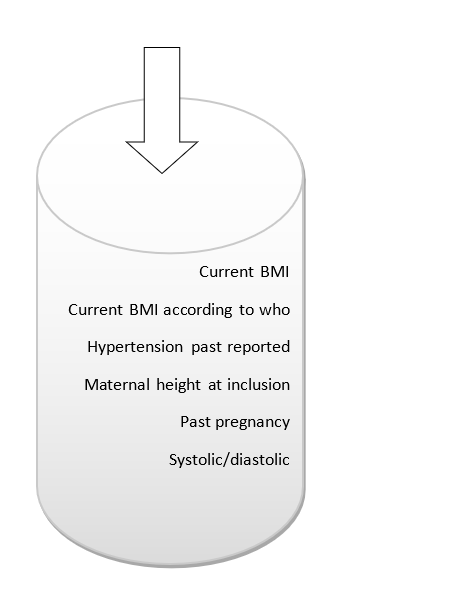 Current BMI
Current BMI according to who
Hypertension past reported
Maternal height at inclusion
Past pregnancy
Systolic/diastolic